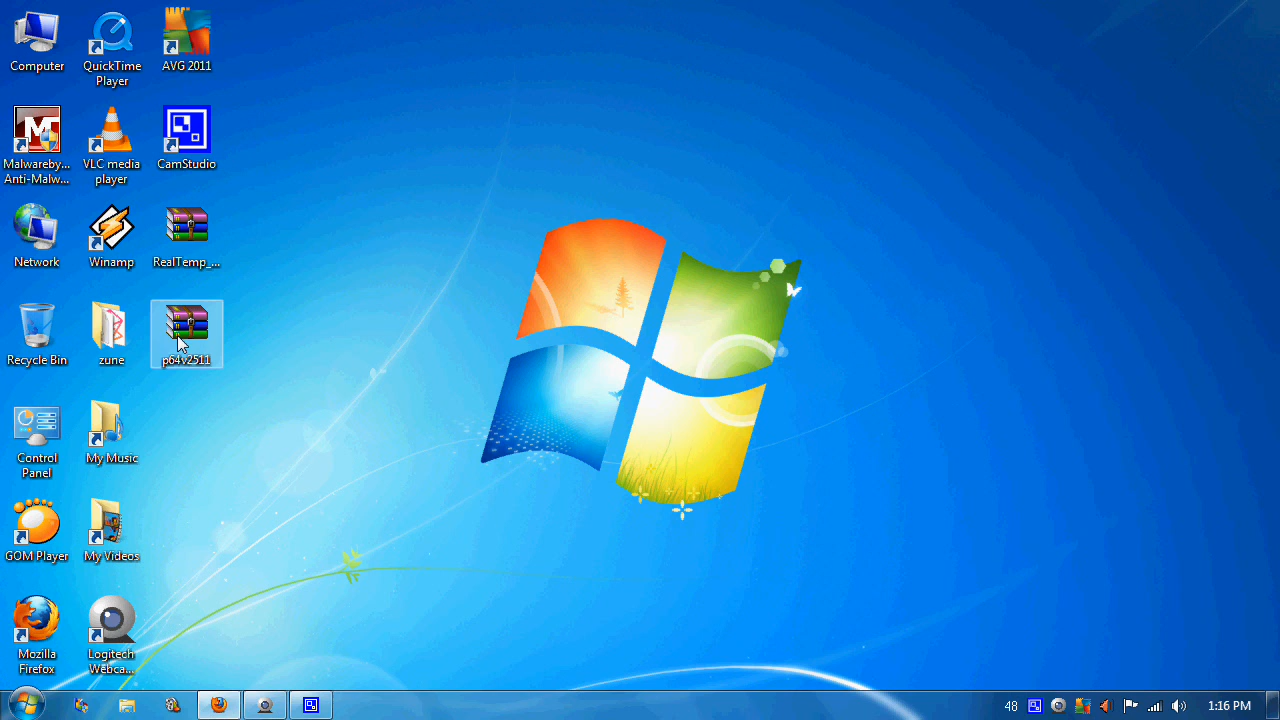 Computer
QuickTime
Player
AVG 2011
Malwareby...
Anti-Malw...
VLC media
player
CamStudio
Network
Winamp
RealTemp_...
Recycle Bin
zune
p64v2511
Control
Panel
My Music
GOM Player
My Videos
Mozilla
Firefox
Logitech
Webca...
48
1:16 PM